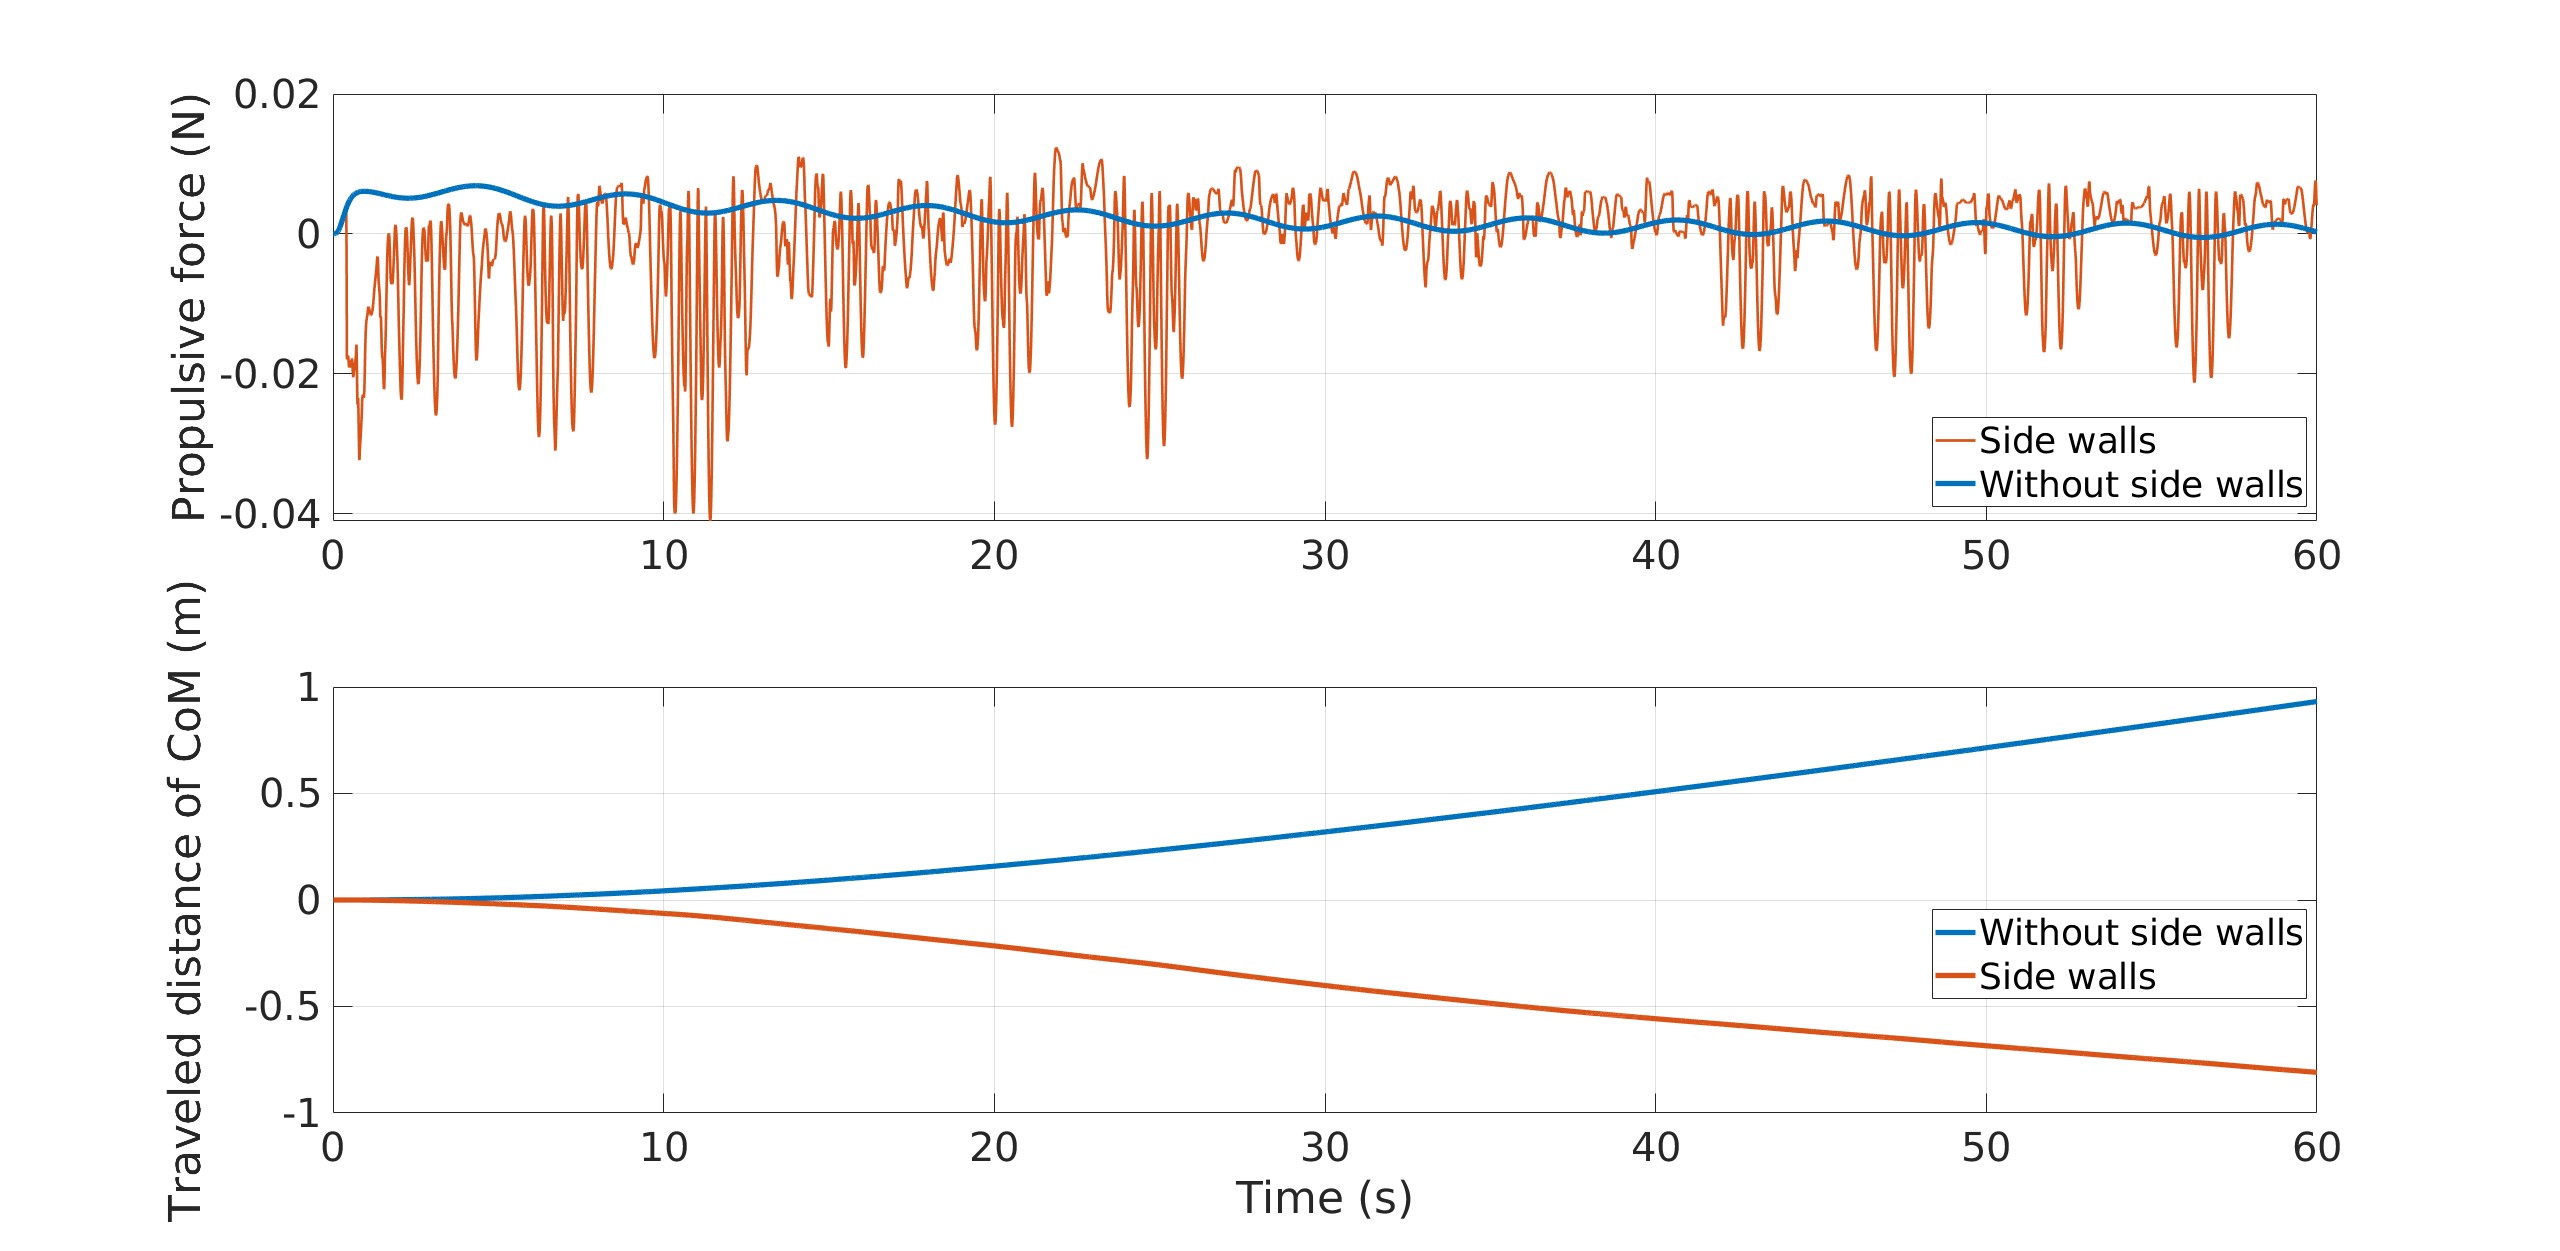 Propulsive force (N)
0.02
0
-0.02
-0.04
0 10 20 30 40 50 60
Side walls
Without side walls
Traveled distance of CoM (m)
1
0.5
0
-0.5
-1
0 10 20 30 40 50 60
Without side walls
Side walls
Time (s)